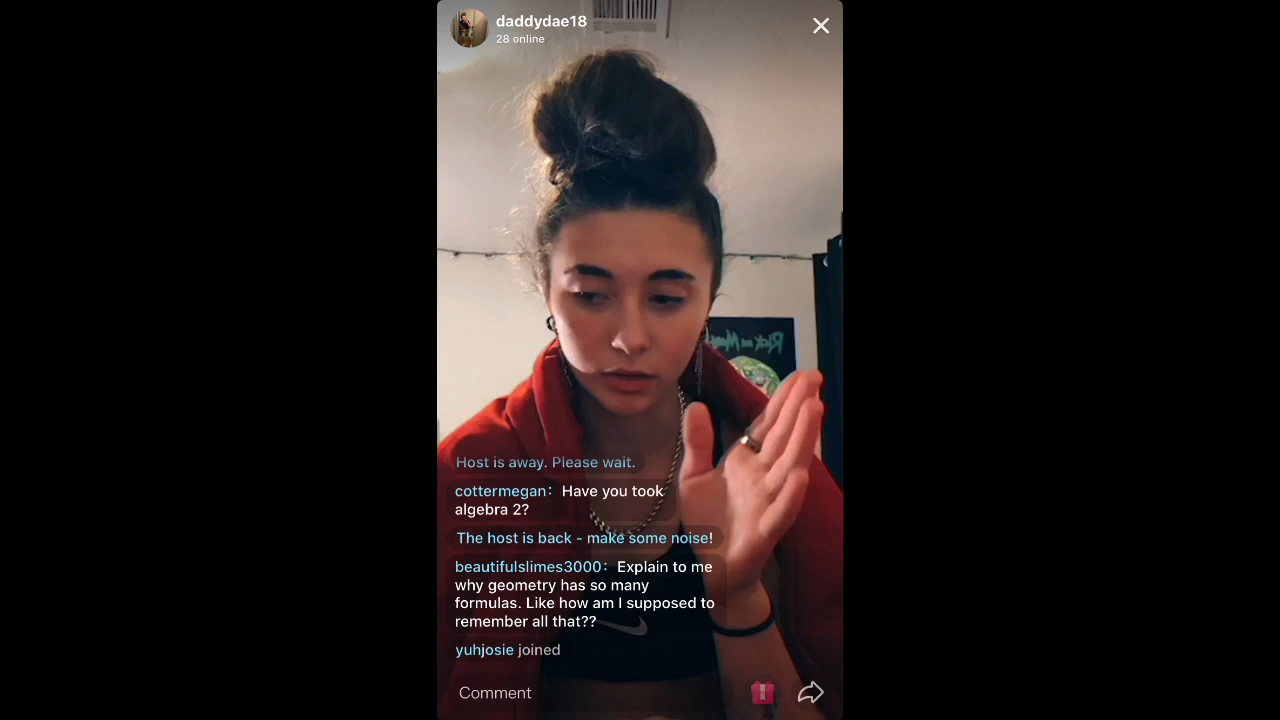 daddydae18
28 online
Rick and
Host is away. Please wait.
cottermegan: Have you took
algebra 2?
The host is back - make some noise!
beautifulslimes3000: Explain to me
why geometry has so many
formulas. Like how am I supposed to
remember all that??
yuhjosie joined
Comment